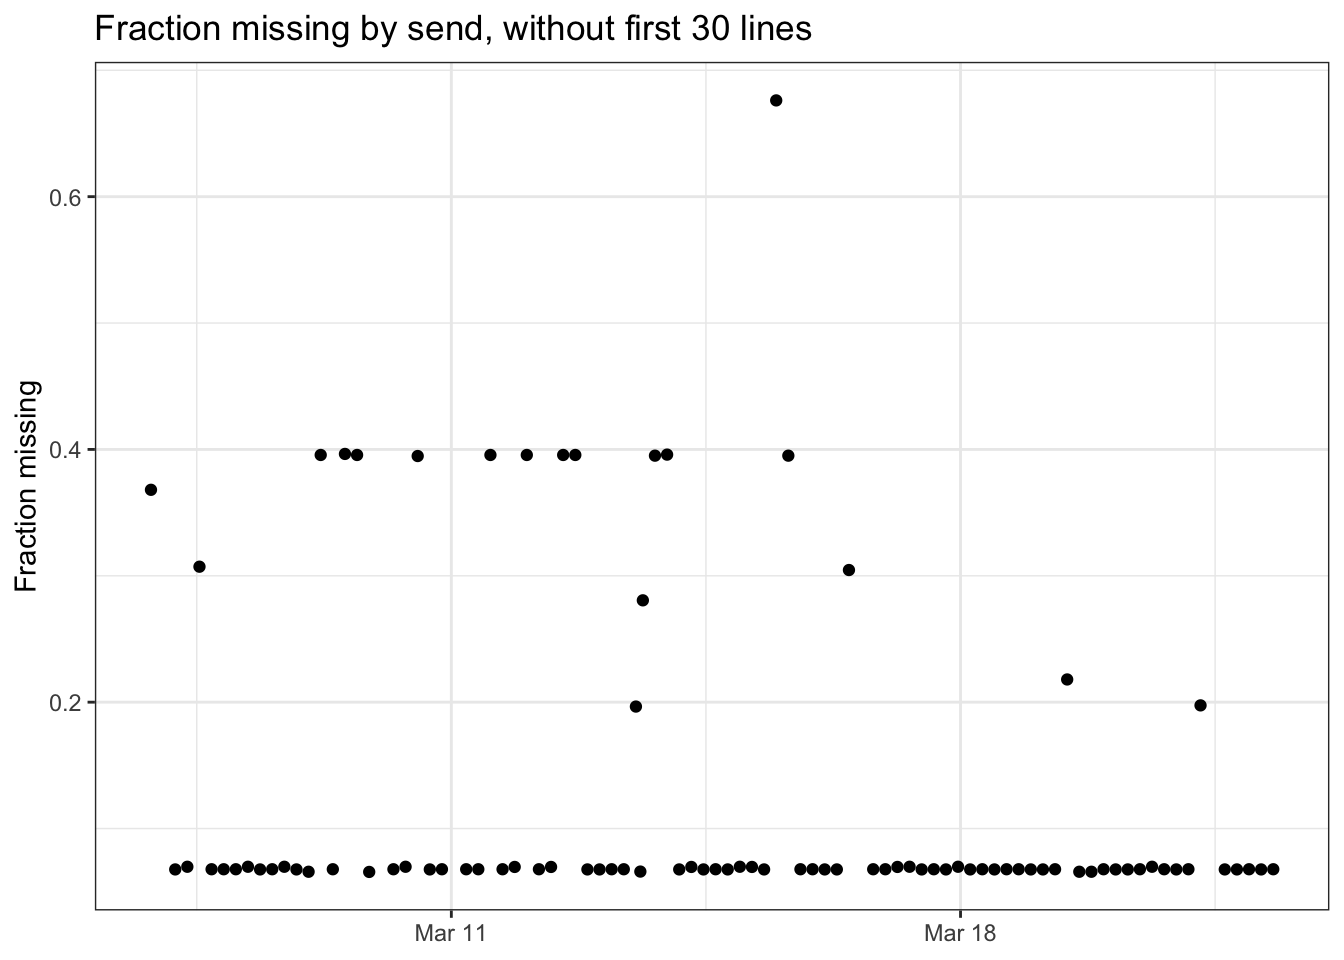 Fraction missing by send, without first 30 lines
Fraction missing
0.6
0.4
0.2
Mar 11
Mar 18